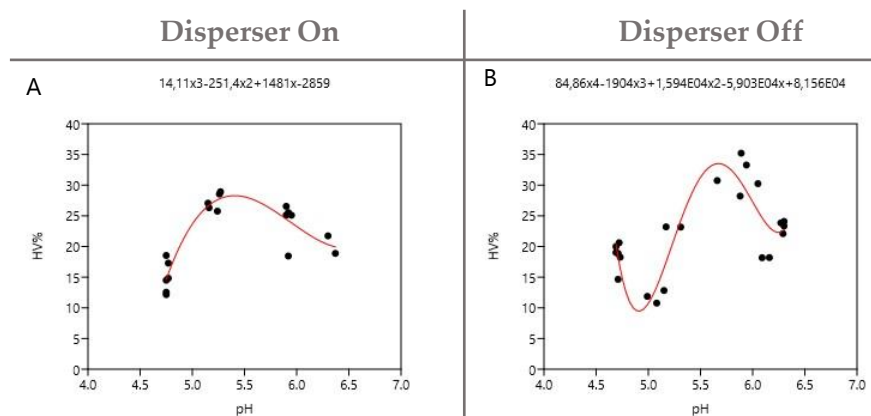 Disperser On
Disperser Off
A
14,11x3-251,4x2+1481x-2859
40
35
30
25
20
15
10
5
0
HV%
4.0 4.5 5.0 5.5 6.0 6.5 7.0
pH
B
84,86x4-1904x3+1,594E04x2-5,903E04x+8,156E04
40
35
30
25
20
15
10
5
0
HV%
4.0 4.5 5.0 5.5 6.0 6.5 7.0
pH